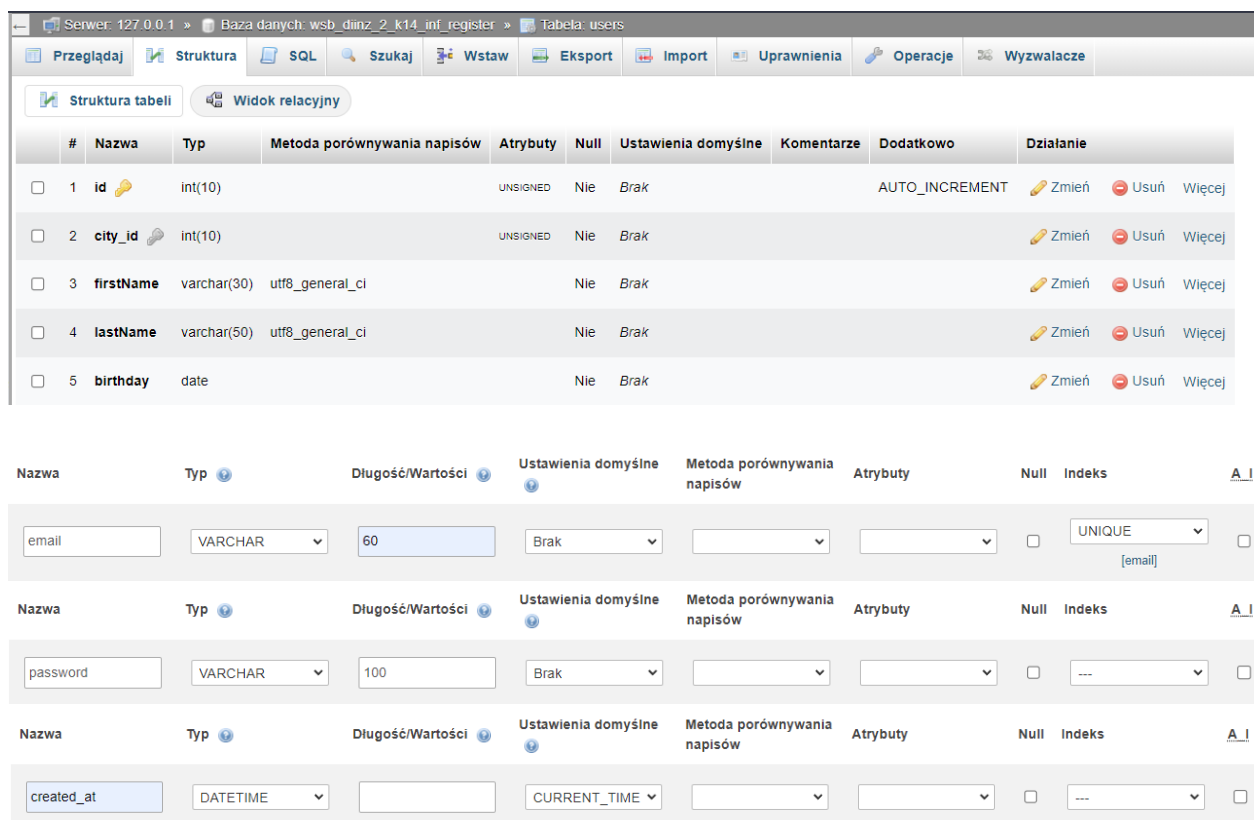 ← Serwer: 127.0.0.1 » Baza danych: wsb_diinz_2_k14_inf_register » Tabela: users
Przeglądaj Struktura SQL Szukaj Wstaw Eksport Import Uprawnienia Operacje Wyzwalacze
Struktura tabeli Widok relacyjny
# Nazwa Typ Metoda porównywania napisów Atrybuty Null Ustawienia domyślne Komentarze Dodatkowo Działanie
1 id int(10) UNSIGNED Nie Brak AUTO_INCREMENT Zmień Usuń Więcej
2 city_id int(10) UNSIGNED Nie Brak Zmień Usuń Więcej
3 firstName varchar(30) utf8_general_ci Nie Brak Zmień Usuń Więcej
4 lastName varchar(50) utf8_general_ci Nie Brak Zmień Usuń Więcej
5 birthday date Nie Brak Zmień Usuń Więcej
Nazwa Typ Długość/Wartości Ustawienia domyślne Metoda porównywania napisów Atrybuty Null Indeks A_I
email VARCHAR 60 Brak UNIQUE
[email]
Nazwa Typ Długość/Wartości Ustawienia domyślne Metoda porównywania napisów Atrybuty Null Indeks A_I
password VARCHAR 100 Brak ---
Nazwa Typ Długość/Wartości Ustawienia domyślne Metoda porównywania napisów Atrybuty Null Indeks A_I
created_at DATETIME CURRENT_TIME ---